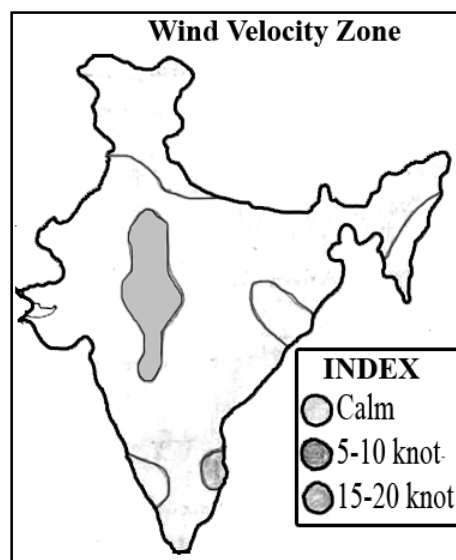 Wind Velocity Zone
INDEX
Calm
5-10 knot
15-20 knot